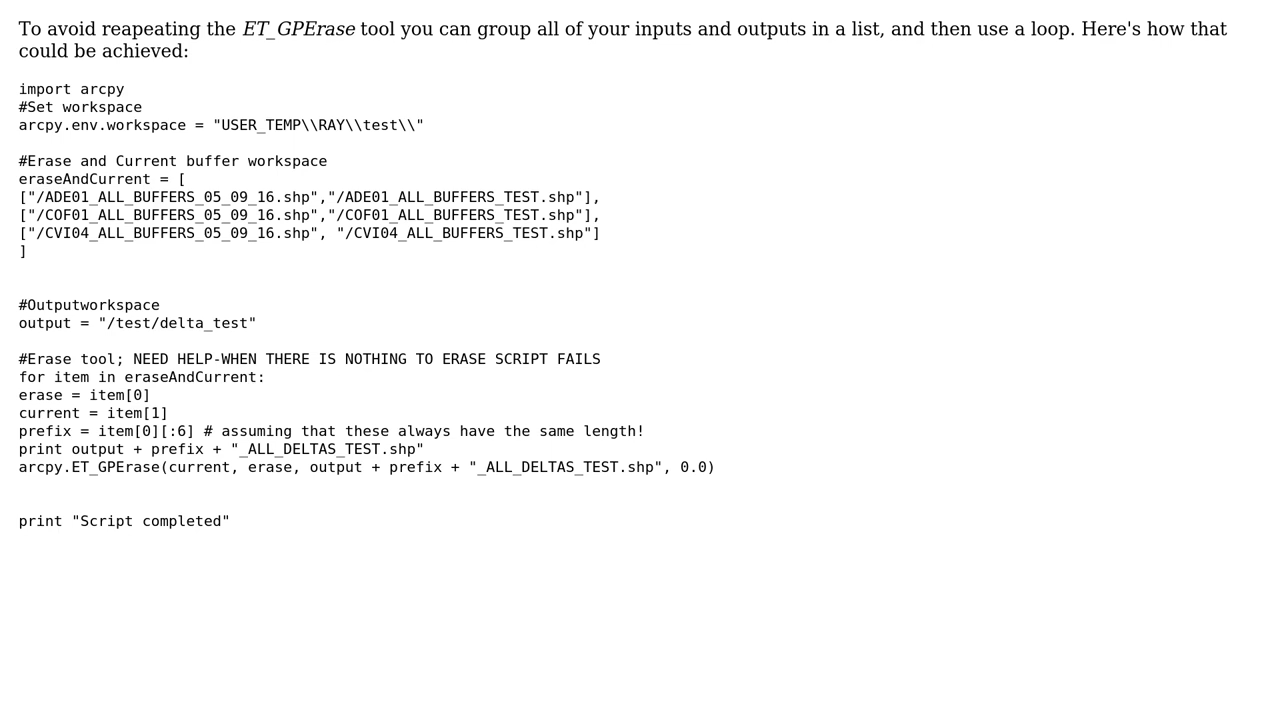 To avoid reapeating the ET_GPErase tool you can group all of your inputs and outputs in a list, and then use a loop. Here's how that
could be achieved:
import arcpy
#Set workspace
arcpy.env.workspace = "USER_TEMP\\RAY\\test\\"
#Erase and Current buffer workspace
eraseAndCurrent = [
["/ADE01_ALL_BUFFERS_05_09_16.shp","/ADE01_ALL_BUFFERS_TEST.shp"],
["/COF01_ALL_BUFFERS_05_09_16.shp","/COF01_ALL_BUFFERS_TEST.shp"],
["/CVI04_ALL_BUFFERS_05_09_16.shp", "/CVI04_ALL_BUFFERS_TEST.shp"]
]
#Outputworkspace
output = "/test/delta_test"
#Erase tool; NEED HELP-WHEN THERE IS NOTHING TO ERASE SCRIPT FAILS
for item in eraseAndCurrent:
erase = item[0]
current = item[1]
prefix = item[0][:6] # assuming that these always have the same length!
print output + prefix + "_ALL_DELTAS_TEST.shp"
arcpy.ET_GPErase(current, erase, output + prefix + "_ALL_DELTAS_TEST.shp", 0.0)
print "Script completed"